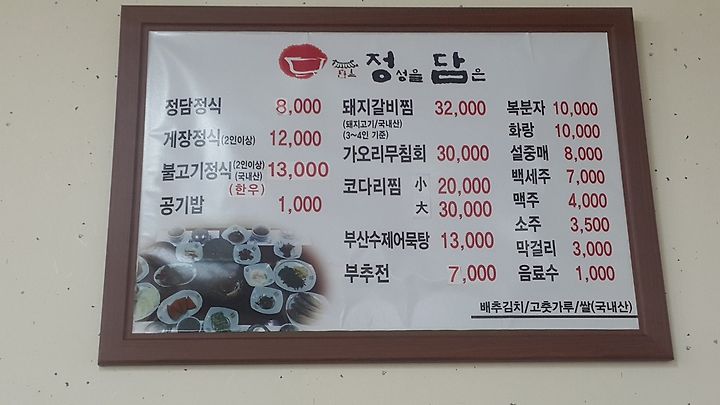 정성을 담은
정담정식 8,000
게장정식(2인이상) 12,000
불고기정식(2인이상)(국내산) 13,000
(한우)
공기밥 1,000
돼지갈비찜 32,000
(돼지고기/국내산)
(3~4인 기준)
가오리무침회 30,000
코다리찜 小 20,000
大 30,000
부산수제어묵탕 13,000
부추전 7,000
복분자 10,000
화랑 10,000
설중매 8,000
백세주 7,000
맥주 4,000
소주 3,500
막걸리 3,000
음료수 1,000
배추김치/고춧가루/쌀(국내산)